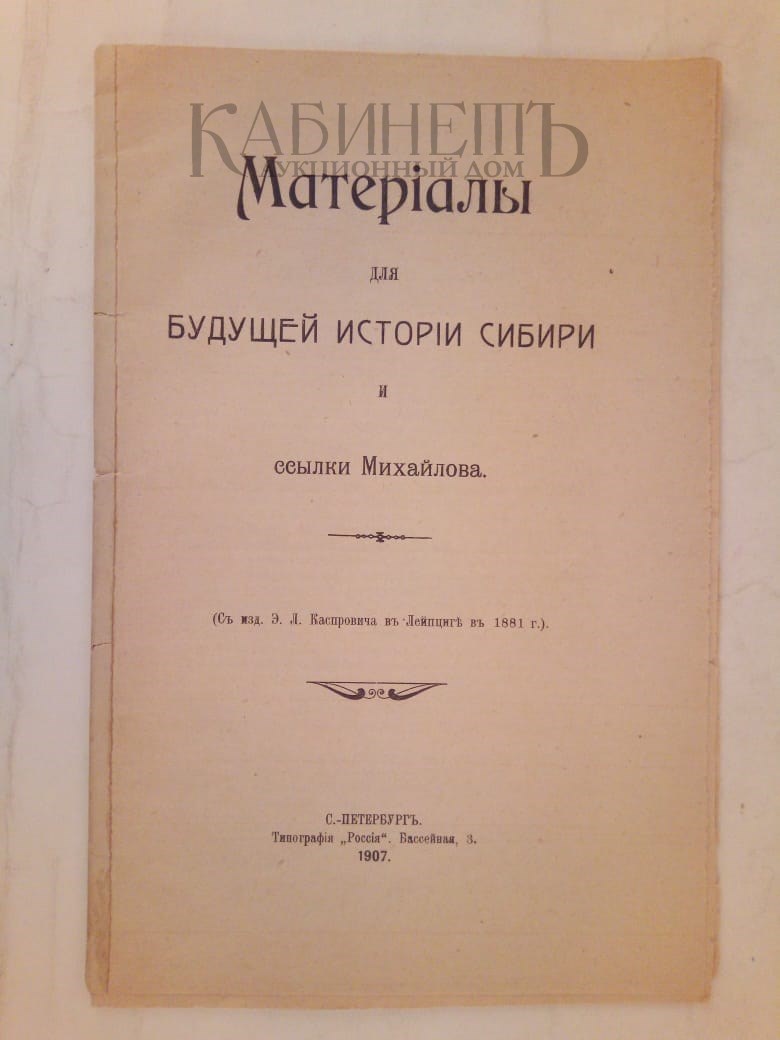 КАБИНЕТЪ
АУКЦИОННЫЙ ДОМ
Матеріалы
для
БУДУЩЕЙ ИСТОРІИ СИБИРИ
и
ссылки Михайлова.
(Съ изд. Э. Л. Каспровича въ Лейпцигѣ въ 1881 г.).
С.-ПЕТЕРБУРГЪ.
Типографія „Россія“. Бассейная, 3.
1907.